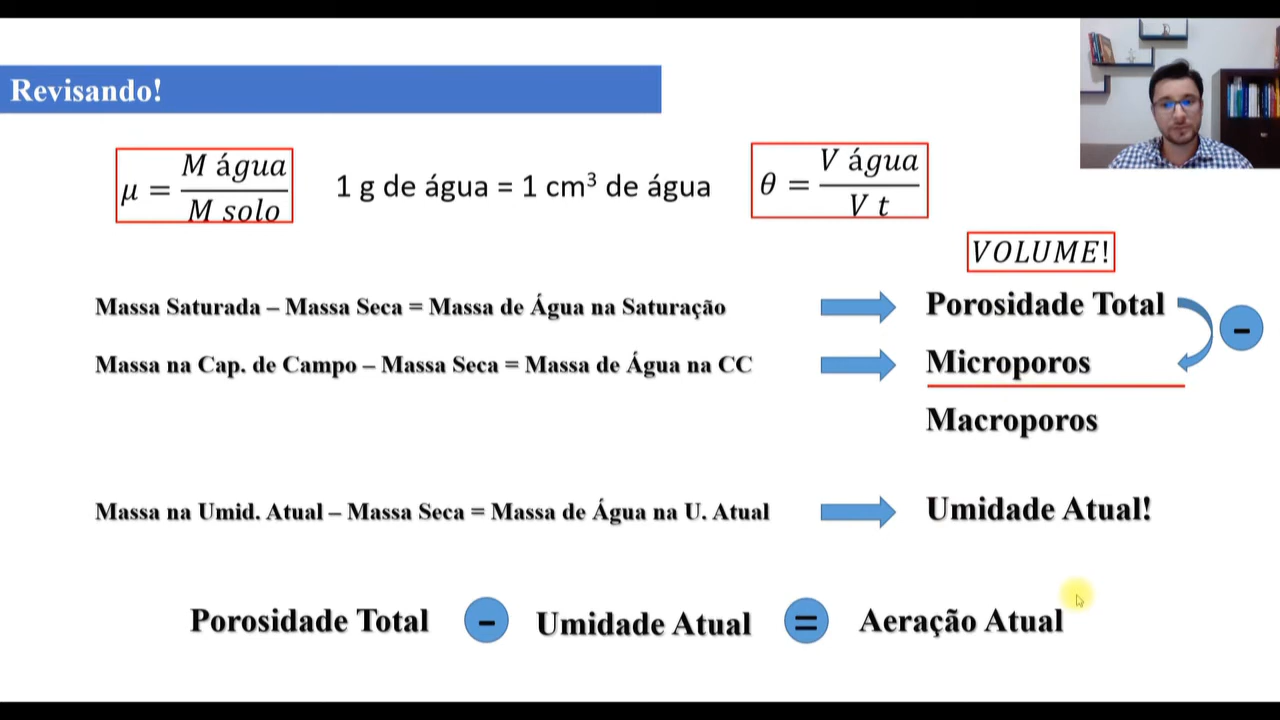 Revisando!
μ = M água / M solo
1 g de água = 1 cm³ de água
θ = V água / V t
VOLUME!
Massa Saturada – Massa Seca = Massa de Água na Saturação
Porosidade Total
-
Massa na Cap. de Campo – Massa Seca = Massa de Água na CC
Microporos
Macroporos
Massa na Umid. Atual – Massa Seca = Massa de Água na U. Atual
Umidade Atual!
Porosidade Total - Umidade Atual = Aeração Atual